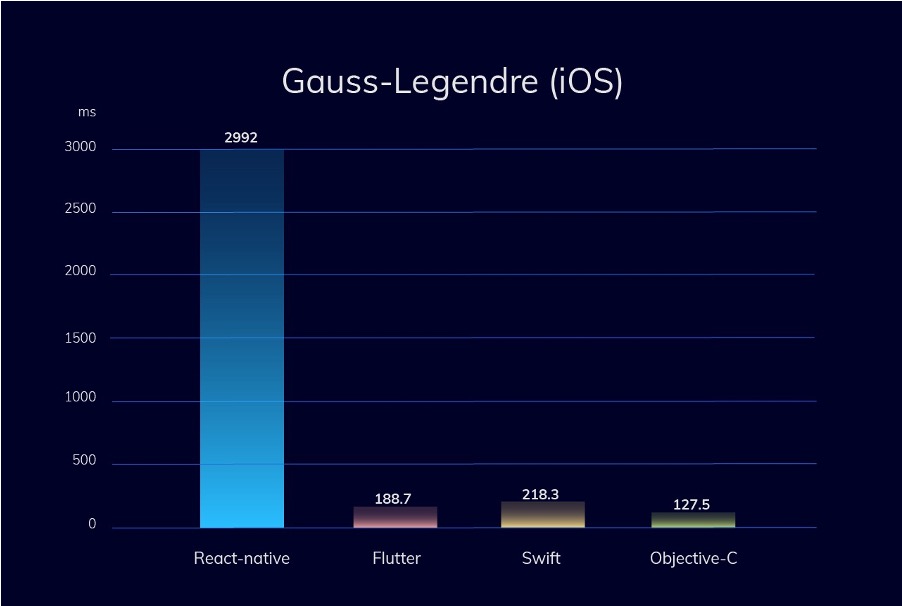 Gauss-Legendre (iOS)
ms
2992
3000
2500
2000
1500
1000
500
188.7
218.3
127.5
0
React-native
Flutter
Swift
Objective-C